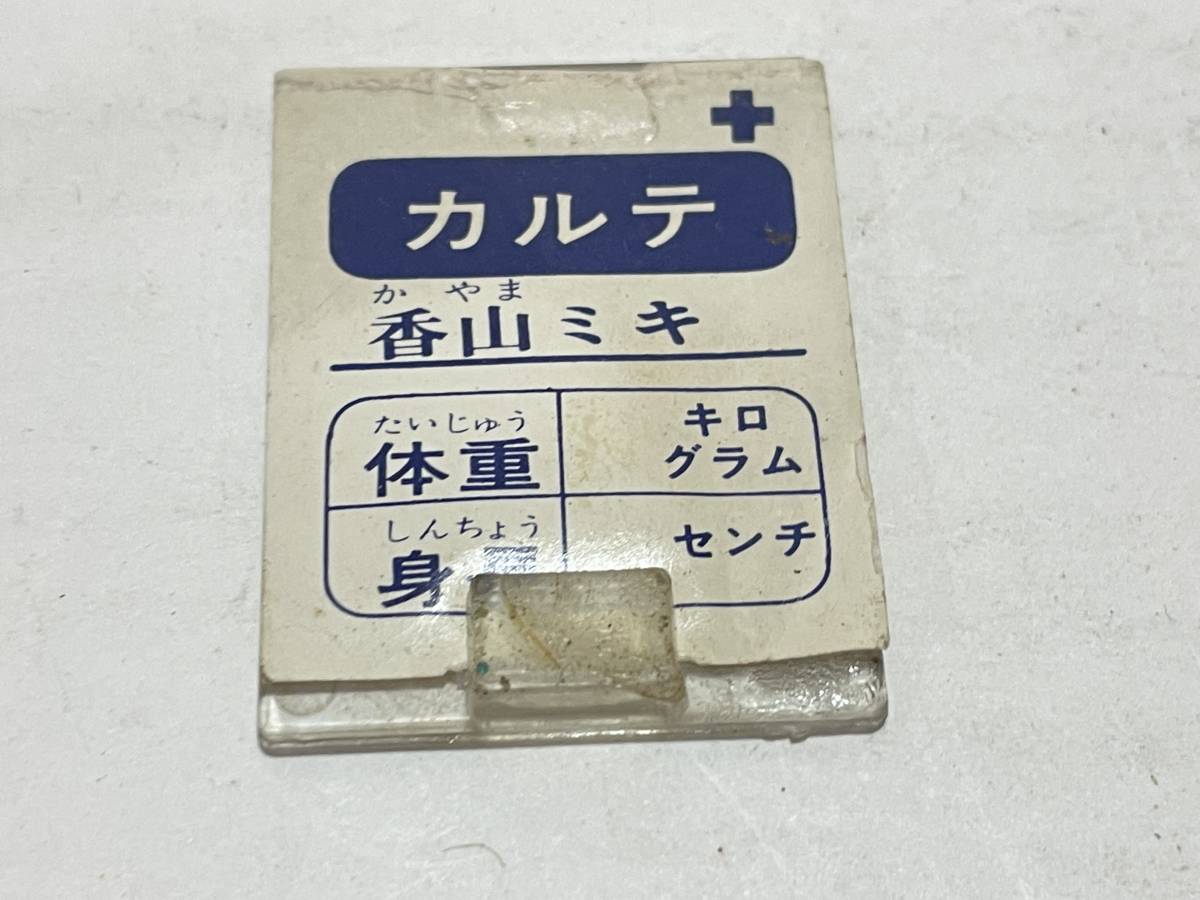 カルテ
か やま
香山ミキ
たいじゅう
体重
キロ
グラム
しんちょう
身
センチ